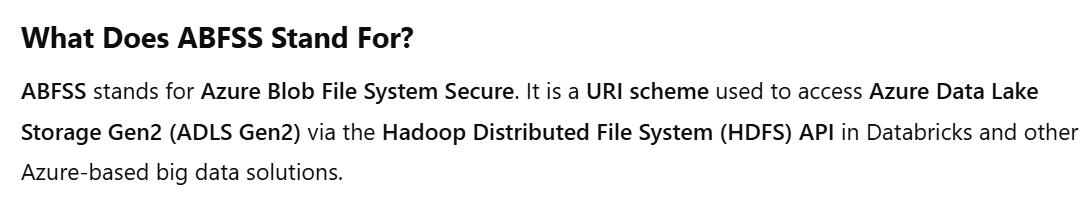 What Does ABFSS Stand For?
ABFSS stands for Azure Blob File System Secure. It is a URI scheme used to access Azure Data Lake
Storage Gen2 (ADLS Gen2) via the Hadoop Distributed File System (HDFS) API in Databricks and other
Azure-based big data solutions.